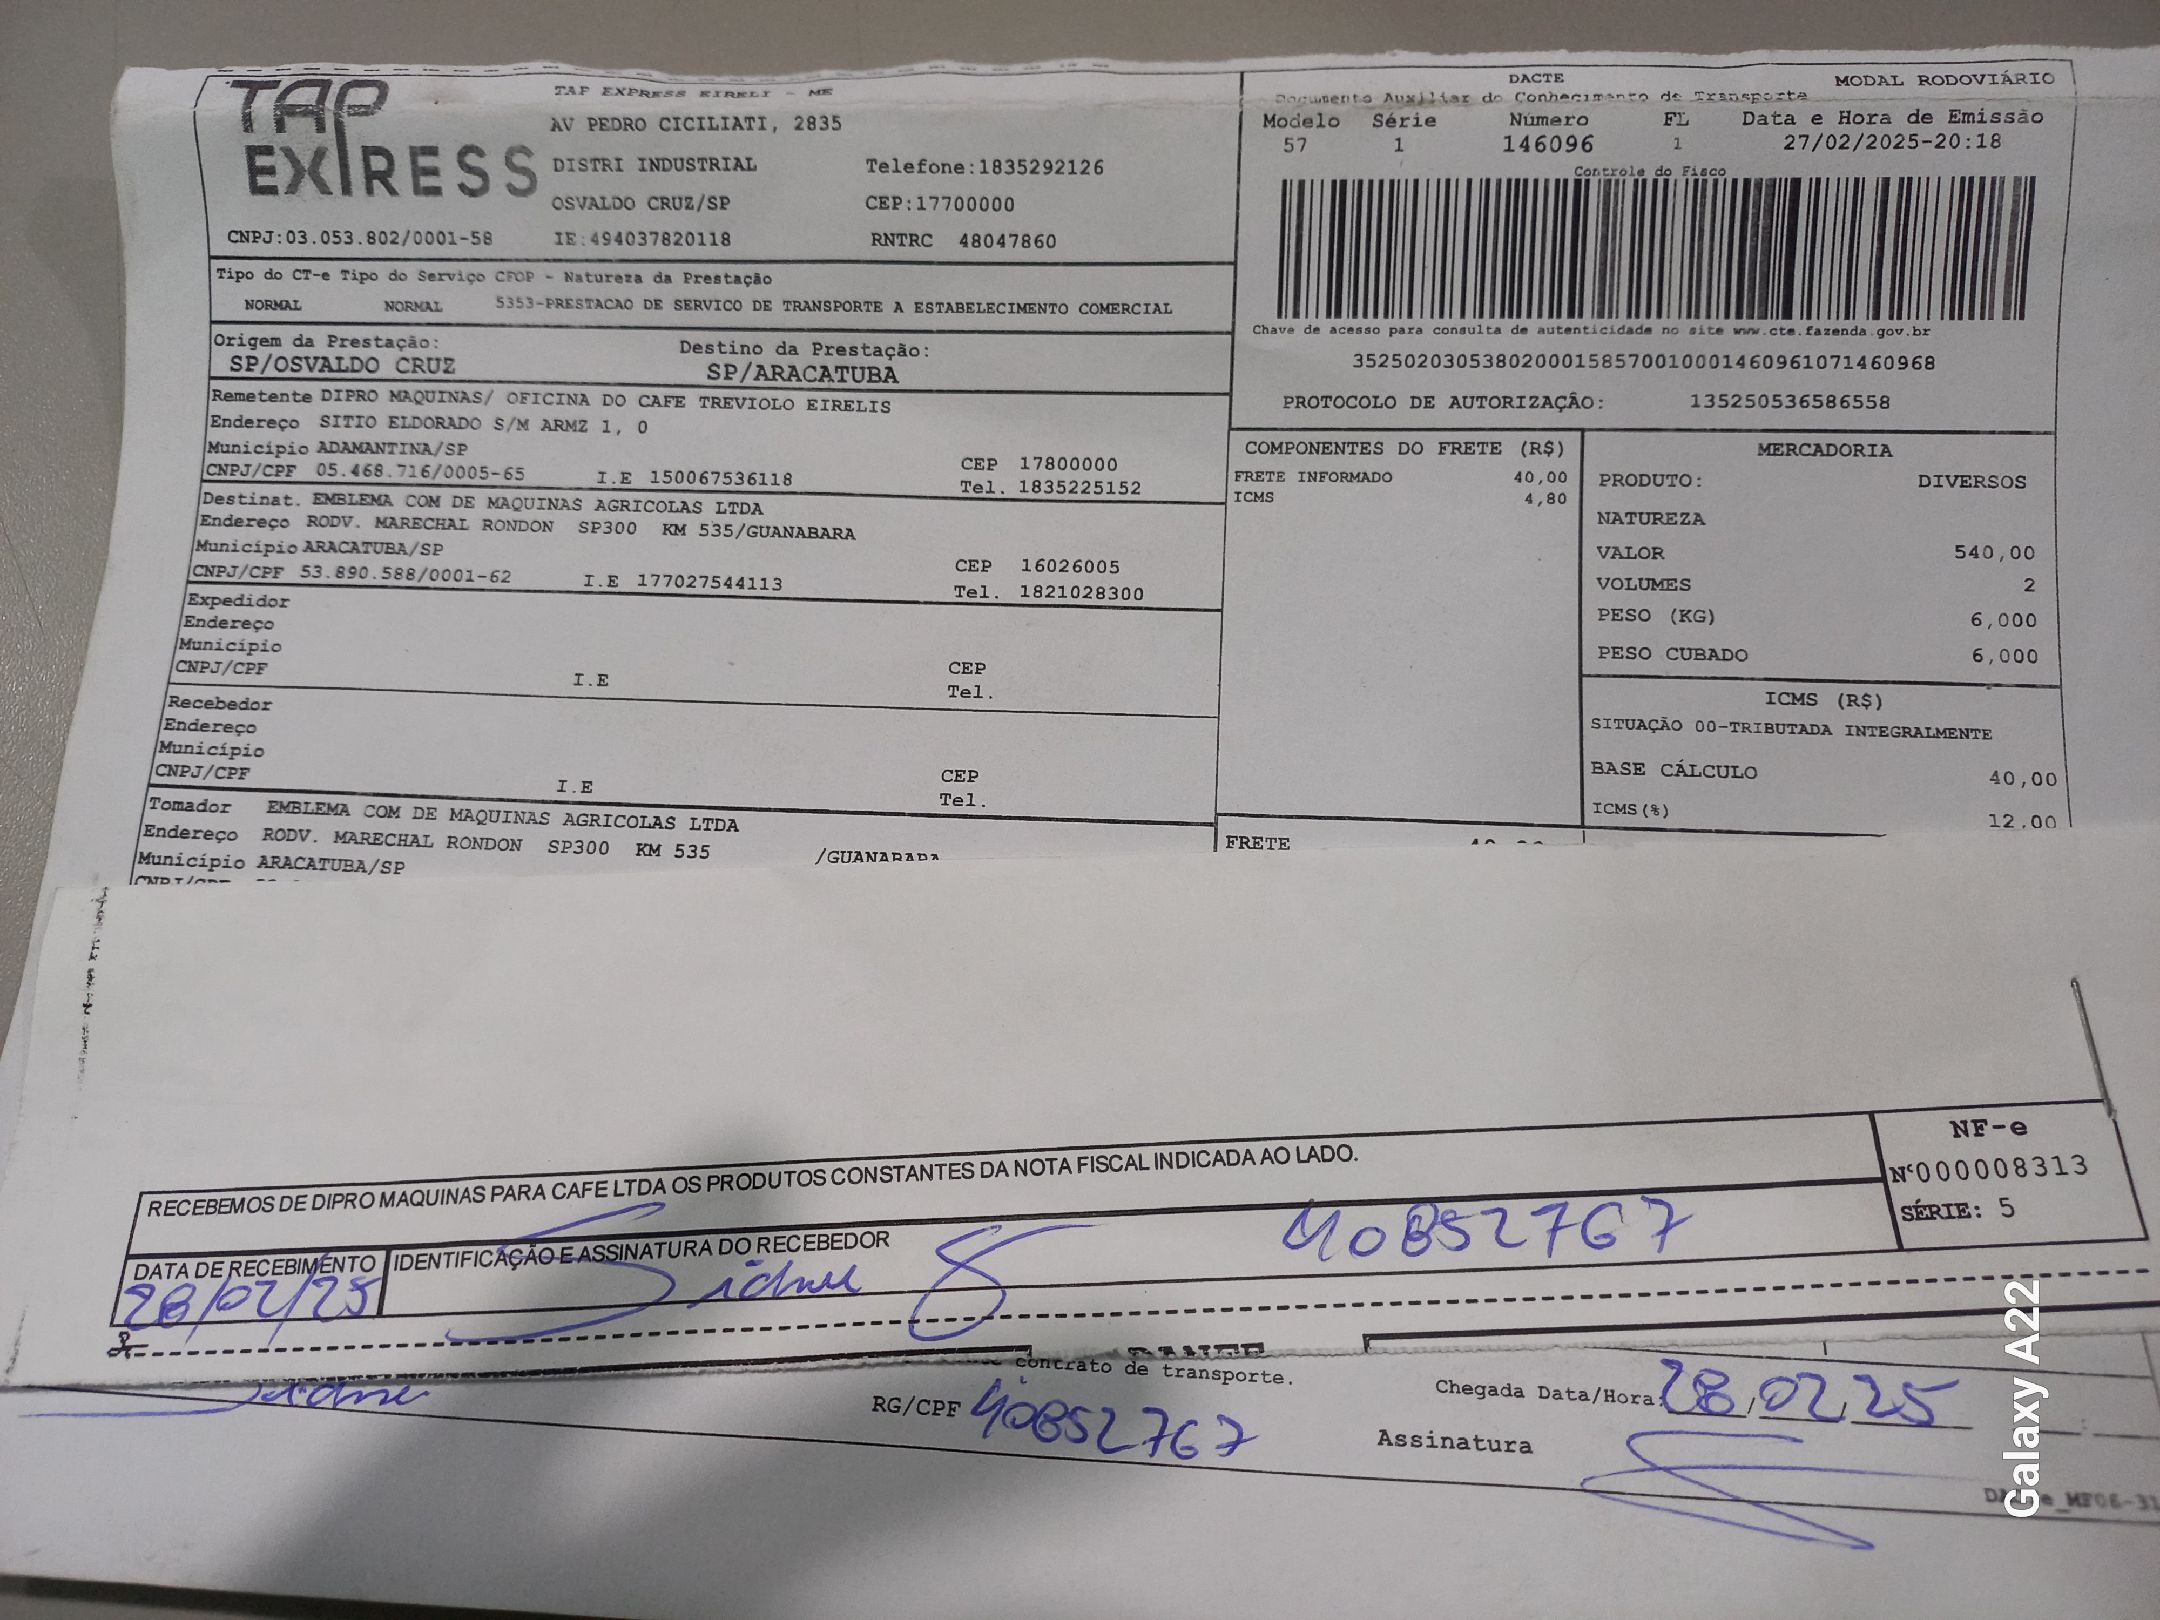 TAP EXPRESS
TAP EXPRESS EIRELI - ME
AV PEDRO CICILIATI, 2835
DISTRI INDUSTRIAL Telefone:1835292126
OSVALDO CRUZ/SP CEP:17700000
CNPJ:03.053.802/0001-58 IE:494037820118 RNTRC 48047860
DACTE MODAL RODOVIÁRIO
Documento Auxiliar do Conhecimento de Transporte
Modelo Série Número FL Data e Hora de Emissão
57 1 146096 1 27/02/2025-20:18
Controle do Fisco
Chave de acesso para consulta de autenticidade no site www.cte.fazenda.gov.br
35250203053802000158570010001460961071460968
PROTOCOLO DE AUTORIZAÇÃO: 135250536586558
Tipo do CT-e Tipo do Serviço CFOP - Natureza da Prestação
NORMAL NORMAL 5353-PRESTACAO DE SERVICO DE TRANSPORTE A ESTABELECIMENTO COMERCIAL
Origem da Prestação: Destino da Prestação:
SP/OSVALDO CRUZ SP/ARACATUBA
Remetente DIPRO MAQUINAS/ OFICINA DO CAFE TREVIOLO EIRELIS
Endereço SITIO ELDORADO S/M ARMZ 1, 0
Município ADAMANTINA/SP CEP 17800000
CNPJ/CPF 05.468.716/0005-65 I.E 150067536118 Tel. 1835225152
Destinat. EMBLEMA COM DE MAQUINAS AGRICOLAS LTDA
Endereço RODV. MARECHAL RONDON SP300 KM 535/GUANABARA
Município ARACATUBA/SP CEP 16026005
CNPJ/CPF 53.890.588/0001-62 I.E 177027544113 Tel. 1821028300
Expedidor
Endereço
Município CEP
CNPJ/CPF I.E Tel.
Recebedor
Endereço
Município CEP
CNPJ/CPF I.E Tel.
Tomador EMBLEMA COM DE MAQUINAS AGRICOLAS LTDA
Endereço RODV. MARECHAL RONDON SP300 KM 535 /GUANABARA
Município ARACATUBA/SP
CNPJ/CPF
COMPONENTES DO FRETE (R$)
FRETE INFORMADO 40,00
ICMS 4,80
FRETE
MERCADORIA
PRODUTO: DIVERSOS
NATUREZA
VALOR 540,00
VOLUMES 2
PESO (KG) 6,000
PESO CUBADO 6,000
ICMS (R$)
SITUAÇÃO 00-TRIBUTADA INTEGRALMENTE
BASE CÁLCULO 40,00
ICMS(%) 12,00
RECEBEMOS DE DIPRO MAQUINAS PARA CAFE LTDA OS PRODUTOS CONSTANTES DA NOTA FISCAL INDICADA AO LADO.
NF-e
Nº000008313
SÉRIE: 5
DATA DE RECEBIMENTO IDENTIFICAÇÃO E ASSINATURA DO RECEBEDOR
28/02/25 Sidnei 40852767
contrato de transporte.
Sidnei RG/CPF 40852767 Chegada Data/Hora: 28/02/25
Assinatura
Galaxy A22